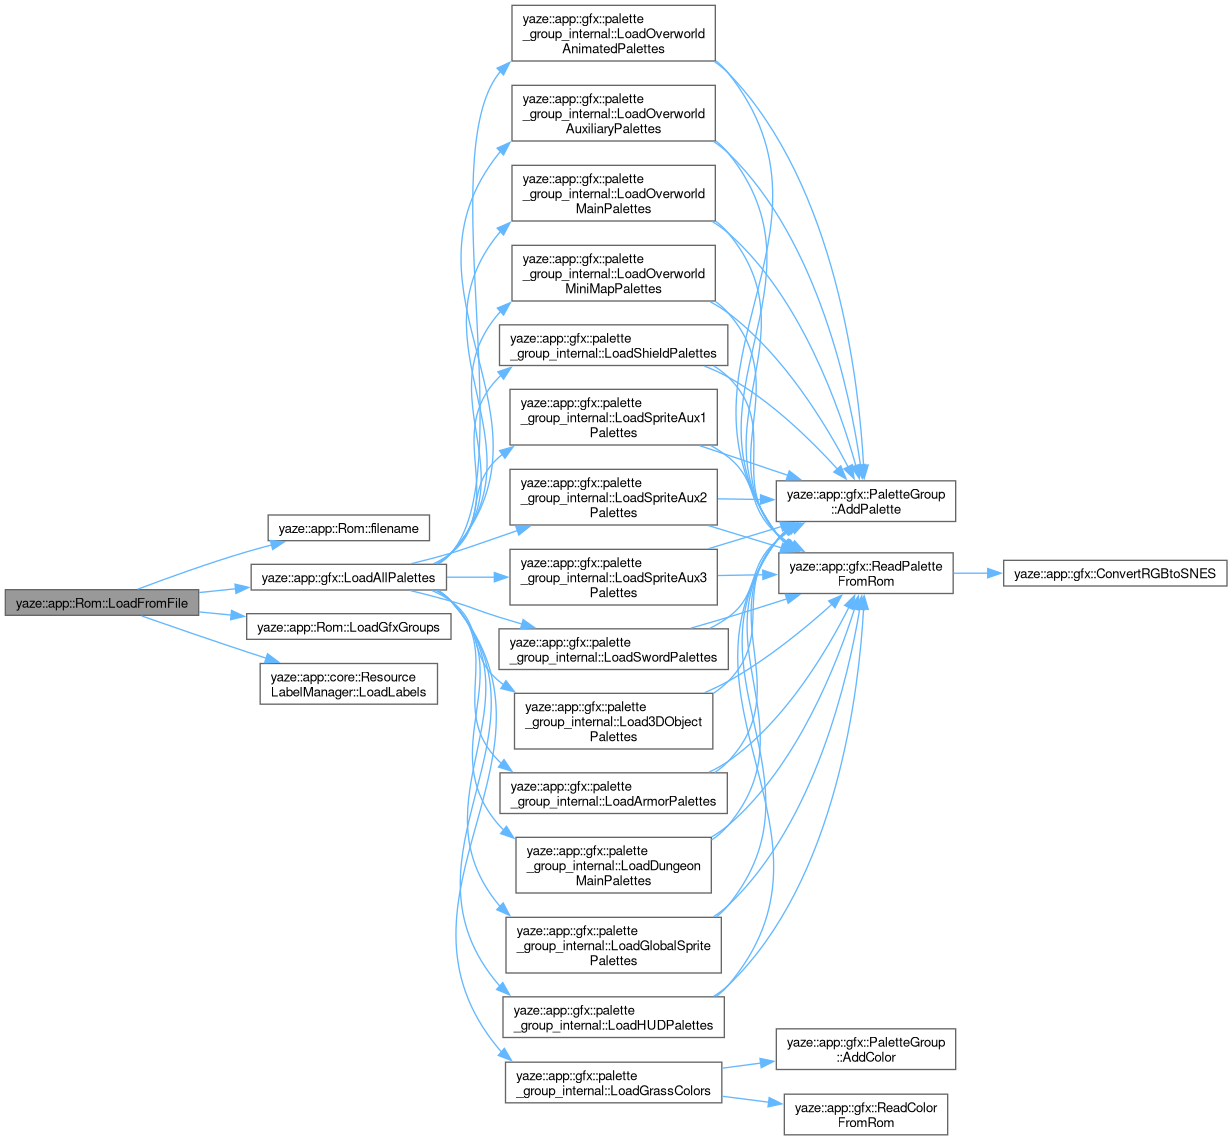 yaze::app::Rom::LoadFromFile
yaze::app::Rom::filename
yaze::app::gfx::LoadAllPalettes
yaze::app::Rom::LoadGfxGroups
yaze::app::core::Resource
LabelManager::LoadLabels
yaze::app::gfx::palette
_group_internal::LoadOverworld
AnimatedPalettes
yaze::app::gfx::palette
_group_internal::LoadOverworld
AuxiliaryPalettes
yaze::app::gfx::palette
_group_internal::LoadOverworld
MainPalettes
yaze::app::gfx::palette
_group_internal::LoadOverworld
MiniMapPalettes
yaze::app::gfx::palette
_group_internal::LoadShieldPalettes
yaze::app::gfx::palette
_group_internal::LoadSpriteAux1
Palettes
yaze::app::gfx::palette
_group_internal::LoadSpriteAux2
Palettes
yaze::app::gfx::palette
_group_internal::LoadSpriteAux3
Palettes
yaze::app::gfx::palette
_group_internal::LoadSwordPalettes
yaze::app::gfx::palette
_group_internal::Load3DObject
Palettes
yaze::app::gfx::palette
_group_internal::LoadArmorPalettes
yaze::app::gfx::palette
_group_internal::LoadDungeon
MainPalettes
yaze::app::gfx::palette
_group_internal::LoadGlobalSprite
Palettes
yaze::app::gfx::palette
_group_internal::LoadHUDPalettes
yaze::app::gfx::palette
_group_internal::LoadGrassColors
yaze::app::gfx::PaletteGroup
::AddPalette
yaze::app::gfx::ReadPalette
FromRom
yaze::app::gfx::ConvertRGBtoSNES
yaze::app::gfx::PaletteGroup
::AddColor
yaze::app::gfx::ReadColor
FromRom